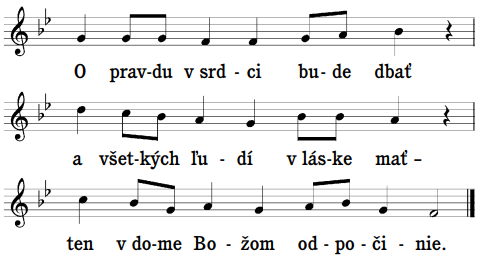 O prav-du v srd - ci bu- de dbať
a všet-kých ľu - dí v lás-ke mať –
ten v do-me Bo - žom od - po - či - nie.